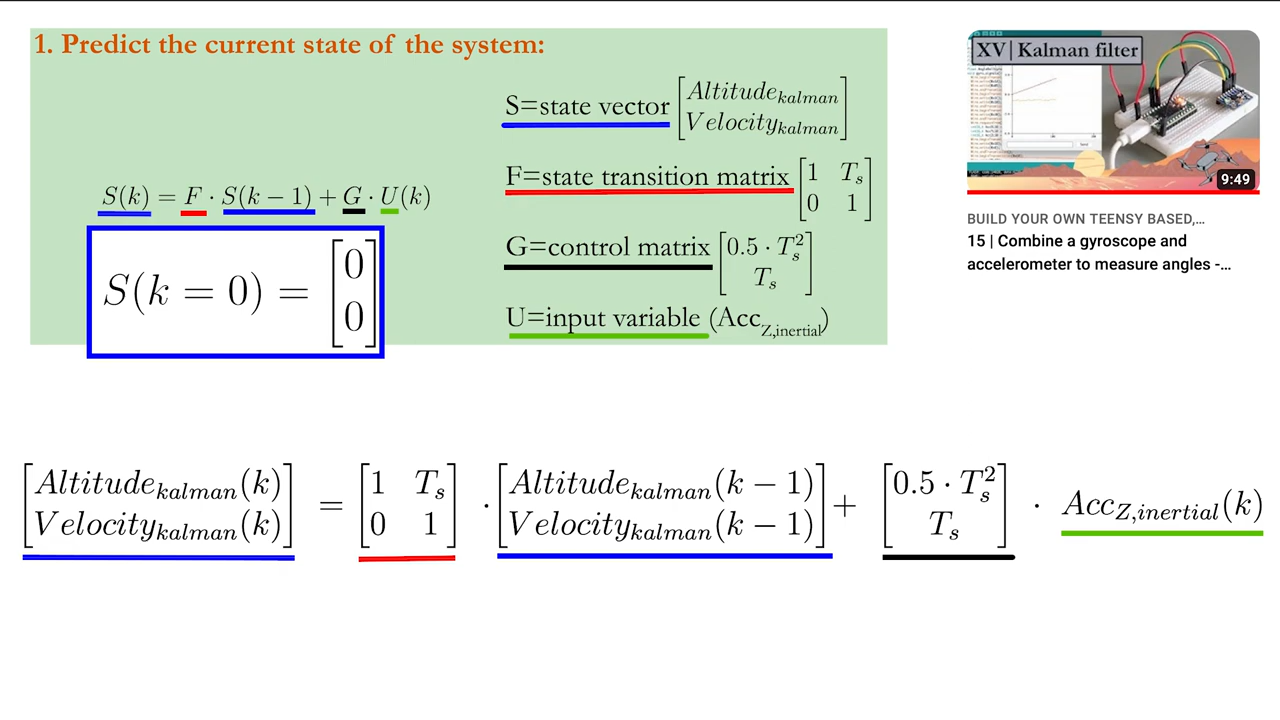 1. Predict the current state of the system:
S=state vector [Altitude_kalman
Velocity_kalman]
F=state transition matrix [1 T_s
0 1]
S(k) = F · S(k − 1) + G · U(k)
G=control matrix [0.5 · T_s^2
T_s]
S(k = 0) = [0
0]
U=input variable (Acc_Z,inertial)
XV| Kalman filter
9:49
BUILD YOUR OWN TEENSY BASED,...
15 | Combine a gyroscope and
accelerometer to measure angles -...
[Altitude_kalman(k)
Velocity_kalman(k)] = [1 T_s
0 1] · [Altitude_kalman(k − 1)
Velocity_kalman(k − 1)] + [0.5 · T_s^2
T_s] · Acc_Z,inertial(k)